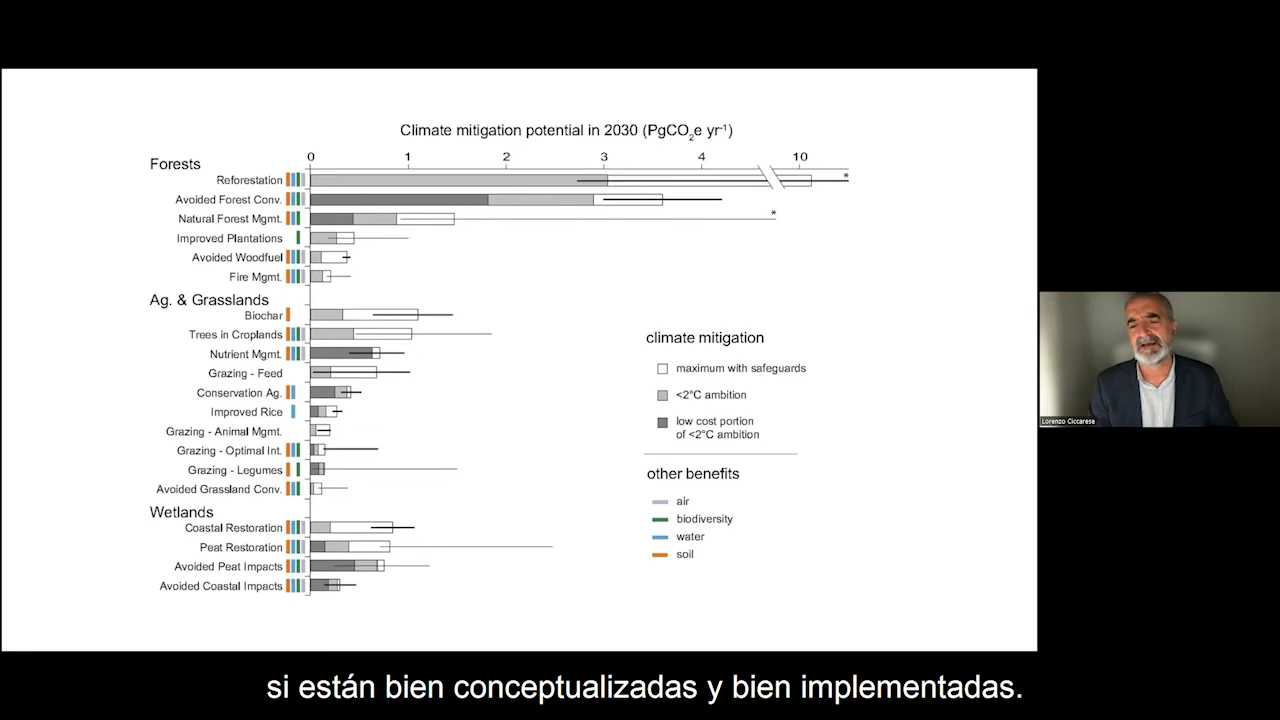 Climate mitigation potential in 2030 (PgCO2e yr-1)
0 1 2 3 4 10
Forests
Reforestation *
Avoided Forest Conv.
Natural Forest Mgmt. *
Improved Plantations
Avoided Woodfuel
Fire Mgmt.
Ag. & Grasslands
Biochar
Trees in Croplands
Nutrient Mgmt.
Grazing - Feed
Conservation Ag.
Improved Rice
Grazing - Animal Mgmt.
Grazing - Optimal Int.
Grazing - Legumes
Avoided Grassland Conv.
Wetlands
Coastal Restoration
Peat Restoration
Avoided Peat Impacts
Avoided Coastal Impacts
climate mitigation
maximum with safeguards
<2°C ambition
low cost portion
of <2°C ambition
other benefits
air
biodiversity
water
soil
Lorenzo Ciccarese
si están bien conceptualizadas y bien implementadas.